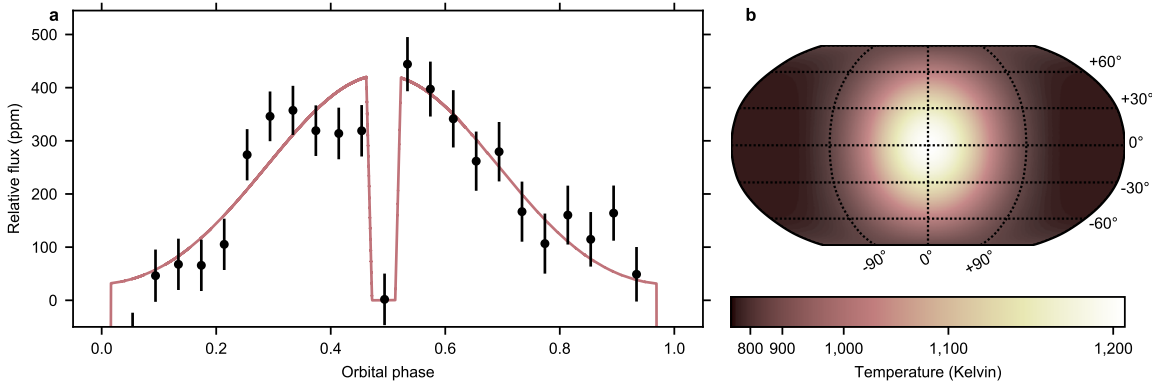 a
500
400
300
200
100
0
Relative flux (ppm)
0.0 0.2 0.4 0.6 0.8 1.0
Orbital phase
b
+60°
+30°
0°
-30°
-60°
-90° 0° +90°
800 900 1,000 1,100 1,200
Temperature (Kelvin)